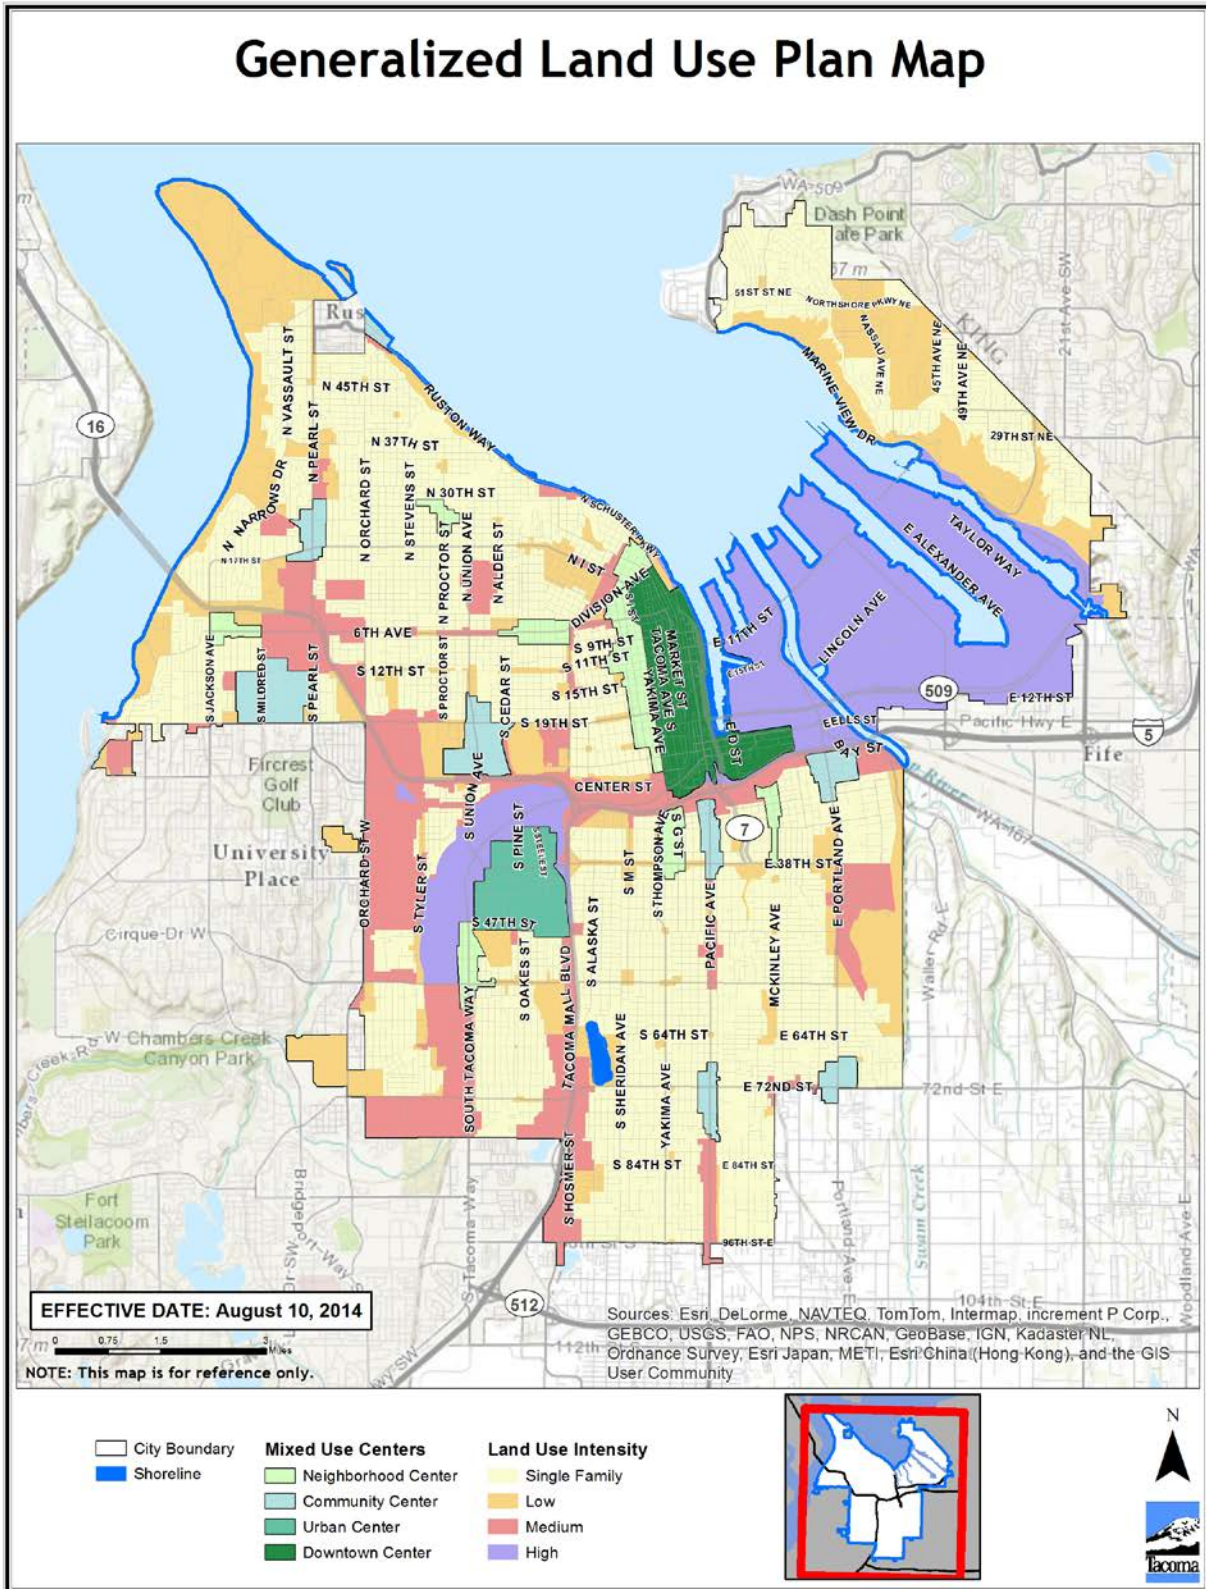 Generalized Land Use Plan Map
WA-509
Dash Point
ate Park
67 m
m
51ST ST NE
NORTHSHORE PKWY NE
NASSAU AVE NE
45TH AVE NE
49TH AVE NE
KING
21st Ave SW
29TH ST NE
MARINE VIEW DR
Rus
N VASSAULT ST
N 45TH ST
RUSTON WAY
N PEARL ST
16
N 37TH ST
N 30TH ST
N NARROWS DR
N ORCHARD ST
N STEVENS ST
N PROCTOR ST
N UNION AVE
N ALDER ST
N SCHUSTER PKWY
N 17TH ST
N I ST
DIVISION AVE
TAYLOR WAY
E ALEXANDER AVE
LINCOLN AVE
E 11TH ST
E 15TH ST
6TH AVE
S 9TH ST
S 11TH ST
S 12TH ST
S 15TH ST
S 19TH ST
S JACKSON AVE
S MILDRED ST
S PEARL ST
S PROCTOR ST
S CEDAR ST
MARKET ST
TACOMA AVE S
YAKIMA AVE
E D ST
509
E 12TH ST
EELLS ST
Pacific Hwy E
BAY ST
5
Fife
Fircrest
Golf
Club
S UNION AVE
CENTER ST
WA-167
7
University
Place
ORCHARD ST W
S TYLER ST
S PINE ST
S STEELE ST
S M ST
S THOMPSON AVE
S G ST
E 38TH ST
E PORTLAND AVE
S 47TH ST
Cirque-Dr W
S OAKES ST
TACOMA MALL BLVD
S ALASKA ST
PACIFIC AVE
MCKINLEY AVE
Waller Rd E
SOUTH TACOMA WAY
Chambers Creek
Canyon Park
S 64TH ST
E 64TH ST
S SHERIDAN AVE
YAKIMA AVE
E 72ND ST
72nd-St E
S 84TH ST
E 84TH ST
S HOSMER ST
Fort
Steilacoom
Park
Bridgeport-Way S
S Tacoma-Way
Portland Ave E
Swan Creek
Woodland Ave E
96TH ST E
512
104th-St-E
112th
EFFECTIVE DATE: August 10, 2014
0 0.75 1.5 3
Miles
NOTE: This map is for reference only.
Sources: Esri, DeLorme, NAVTEQ, TomTom, Intermap, increment P Corp.,
GEBCO, USGS, FAO, NPS, NRCAN, GeoBase, IGN, Kadaster NL,
Ordnance Survey, Esri Japan, METI, Esri China (Hong Kong), and the GIS
User Community
City Boundary
Shoreline
Mixed Use Centers
Neighborhood Center
Community Center
Urban Center
Downtown Center
Land Use Intensity
Single Family
Low
Medium
High
N
Tacoma